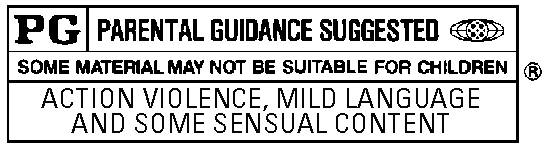 PG PARENTAL GUIDANCE SUGGESTED
SOME MATERIAL MAY NOT BE SUITABLE FOR CHILDREN ®
ACTION VIOLENCE, MILD LANGUAGE
AND SOME SENSUAL CONTENT